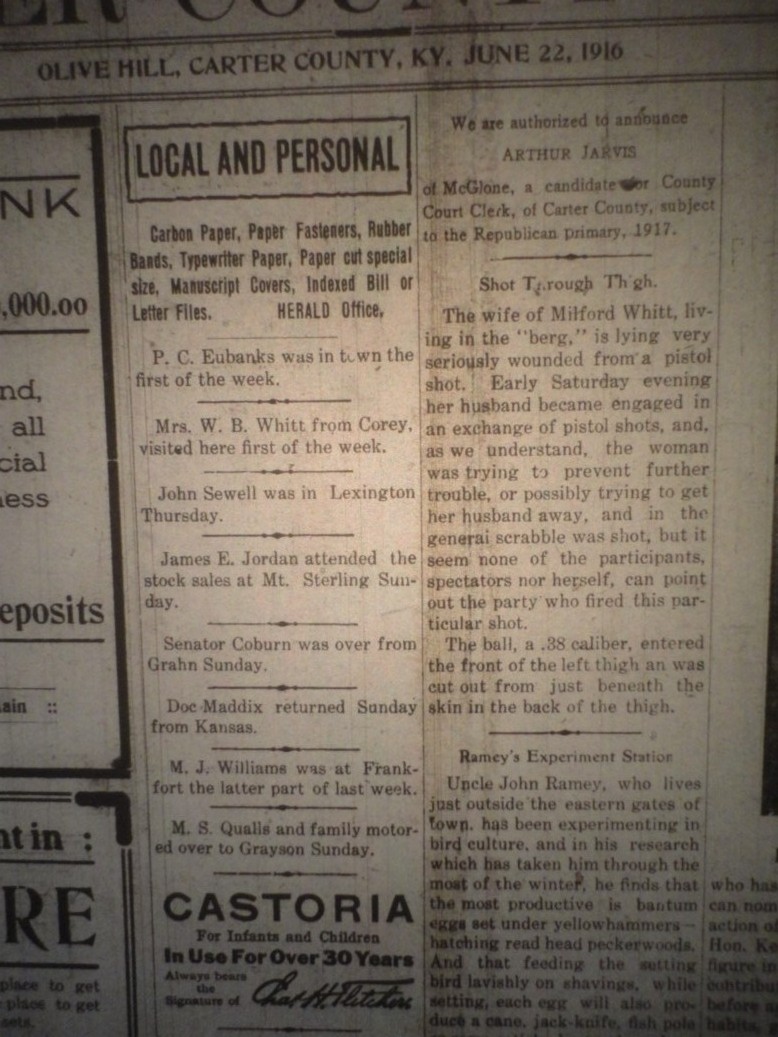 ER COUNTY
OLIVE HILL, CARTER COUNTY, KY, JUNE 22, 1916
NK
,000.00
nd,
all
cial
ness
eposits
ain ::
nt in :
RE
place to get
place to get
sets.
LOCAL AND PERSONAL
Carbon Paper, Paper Fasteners, Rubber
Bands, Typewriter Paper, Paper cut special
size, Manuscript Covers, Indexed Bill or
Letter Files. HERALD Office,
P. C. Eubanks was in town the
first of the week.
Mrs. W. B. Whitt from Corey,
visited here first of the week.
John Sewell was in Lexington
Thursday.
James E. Jordan attended the
stock sales at Mt. Sterling Sun-
day.
Senator Coburn was over from
Grahn Sunday.
Doc Maddix returned Sunday
from Kansas.
M. J. Williams was at Frank-
fort the latter part of last week.
M. S. Qualls and family motor-
ed over to Grayson Sunday.
CASTORIA
For Infants and Children
In Use For Over 30 Years
Always bears
the
Signature of Chas H. Fletcher
We are authorized to announce
ARTHUR JARVIS
of McGlone, a candidate for County
Court Clerk, of Carter County, subject
to the Republican primary, 1917.
Shot Through Thigh.
The wife of Milford Whitt, liv-
ing in the "berg," is lying very
seriously wounded from a pistol
shot. Early Saturday evening
her husband became engaged in
an exchange of pistol shots, and,
as we understand, the woman
was trying to prevent further
trouble, or possibly trying to get
her husband away, and in the
generai scrabble was shot, but it
seem none of the participants,
spectators nor herself, can point
out the party who fired this par-
ticular shot.
The ball, a .38 caliber, entered
the front of the left thigh an was
cut out from just beneath the
skin in the back of the thigh.
Ramey's Experiment Station
Uncle John Ramey, who lives
just outside the eastern gates of
town, has been experimenting in
bird culture, and in his research
which has taken him through the
most of the winter, he finds that
the most productive is bantum
eggs set under yellowhammers—
hatching read head peckerwoods.
And that feeding the setting
bird lavishly on shavings, while
setting, each egg will also pro-
duce a cane, jack-knife, fish pole
who has
can nom
action of
Hon. Ke
figure in
contribu
before a
habits,